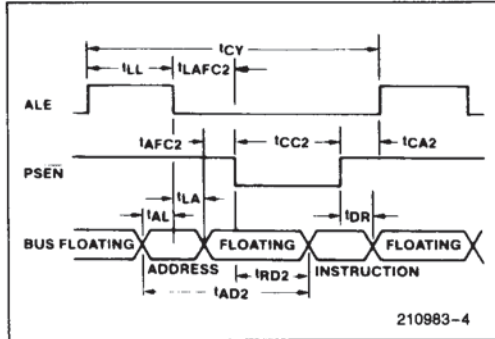 tCY
tLL tLAFC2
ALE
tAFC2 tCC2 tCA2
PSEN
tLA
tAL tDR
BUS FLOATING FLOATING FLOATING
ADDRESS INSTRUCTION
tRD2
tAD2
210983-4